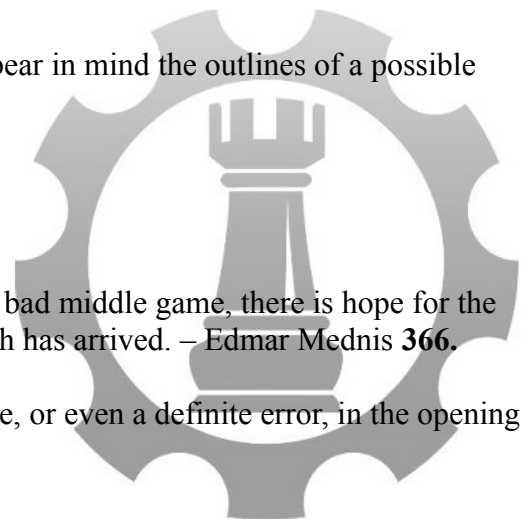 bear in mind the outlines of a possible
bad middle game, there is hope for the
h has arrived. – Edmar Mednis 366.
e, or even a definite error, in the opening